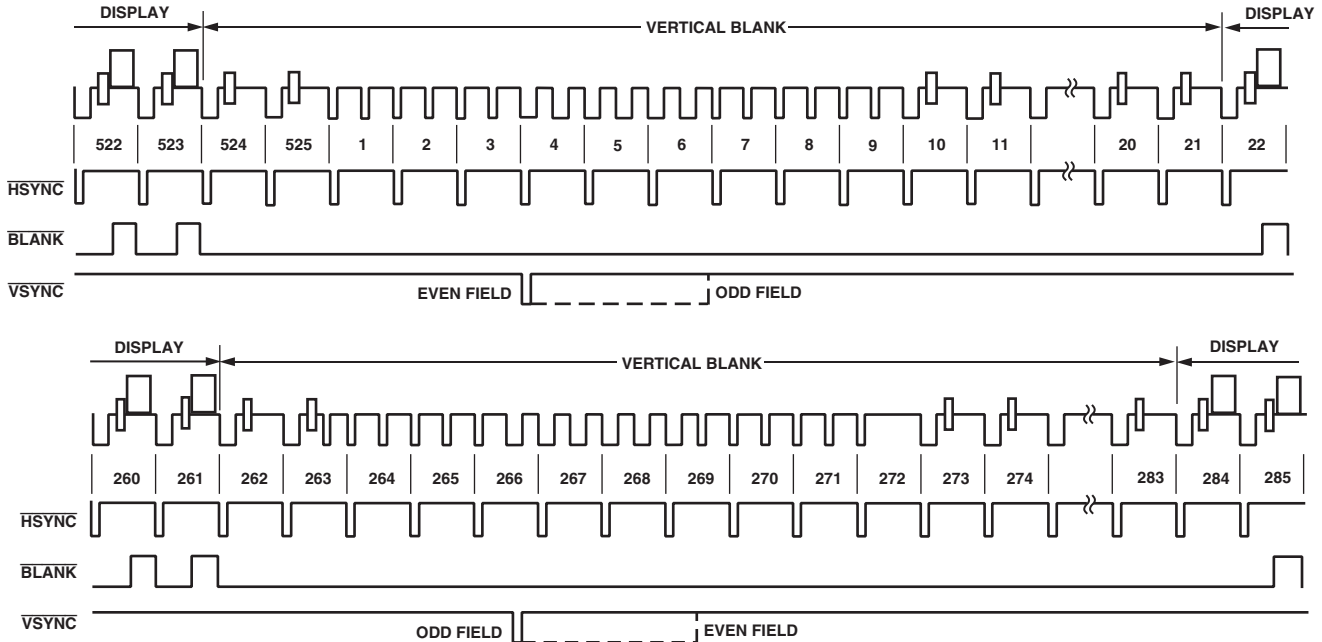 DISPLAY VERTICAL BLANK DISPLAY
522 523 524 525 1 2 3 4 5 6 7 8 9 10 11 20 21 22
HSYNC
BLANK
VSYNC EVEN FIELD ODD FIELD
DISPLAY VERTICAL BLANK DISPLAY
260 261 262 263 264 265 266 267 268 269 270 271 272 273 274 283 284 285
HSYNC
BLANK
VSYNC ODD FIELD EVEN FIELD